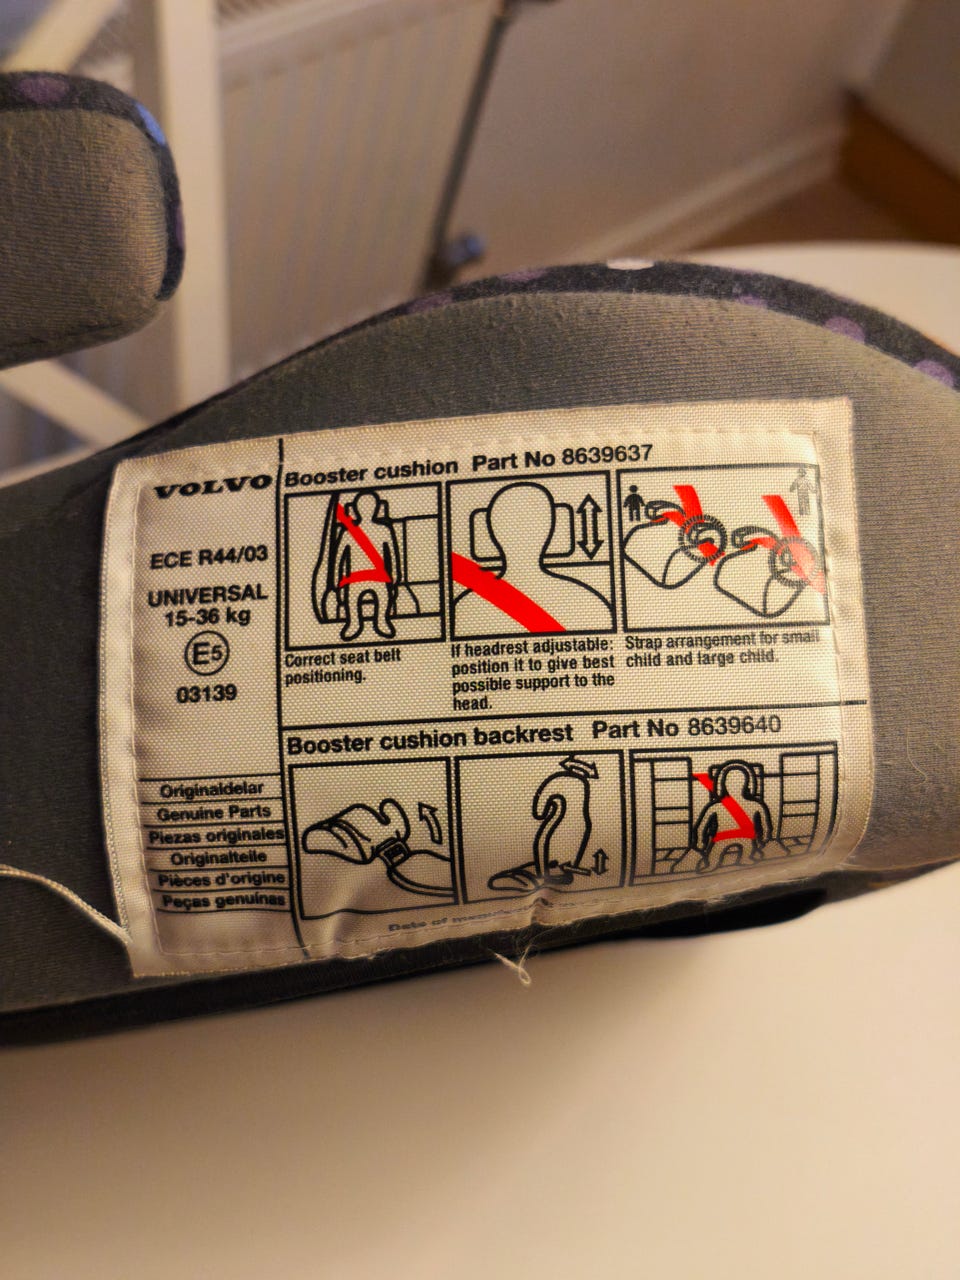 VOLVO
ECE R44/03
UNIVERSAL
15-36 kg
E5
03139
Originaldelar
Genuine Parts
Piezas originales
Originalteile
Pièces d'origine
Peças genuínas
Booster cushion Part No 8639637
Correct seat belt
positioning.
If headrest adjustable:
position it to give best
possible support to the
head.
Strap arrangement for small
child and large child.
Booster cushion backrest Part No 8639640
Date of